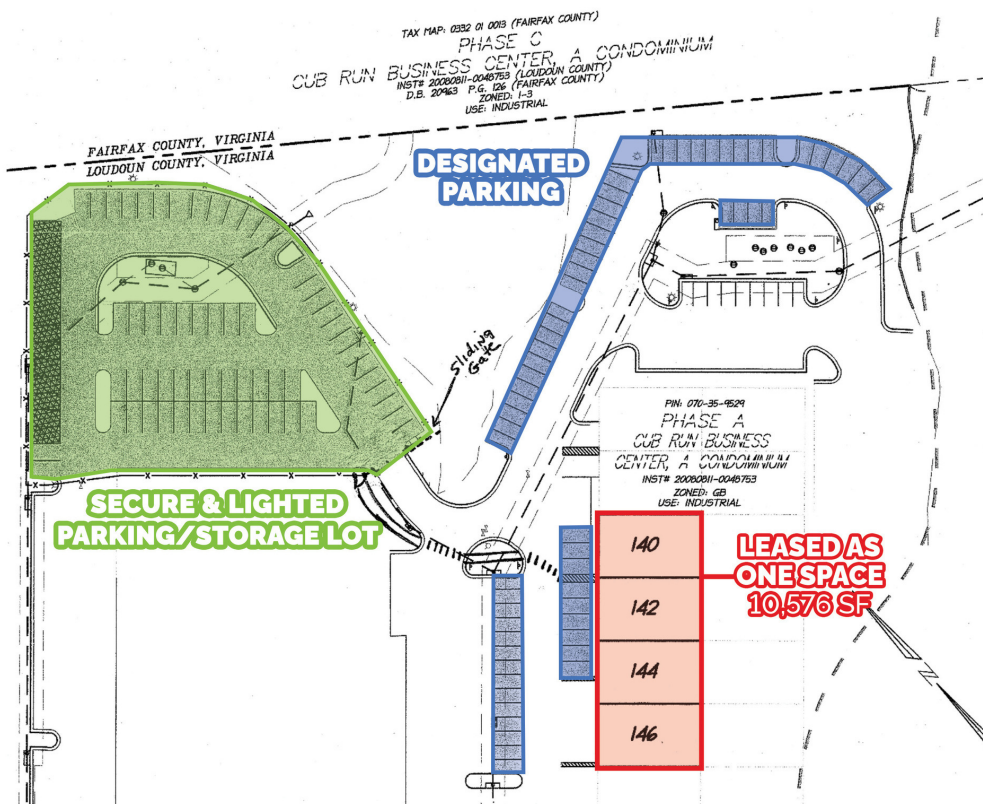 TAX MAP: 0332 01 0013 (FAIRFAX COUNTY)
PHASE C
CUB RUN BUSINESS CENTER, A CONDOMINIUM
INST# 20080811-0048753 (LOUDOUN COUNTY)
D.B. 20963 P.G. 126 (FAIRFAX COUNTY)
ZONED: I-3
USE: INDUSTRIAL
FAIRFAX COUNTY, VIRGINIA
LOUDOUN COUNTY, VIRGINIA
DESIGNATED
PARKING
Sliding
Gate
PIN: 070-35-9529
PHASE A
CUB RUN BUSINESS
CENTER, A CONDOMINIUM
INST# 20080811-0048753
ZONED: GB
USE: INDUSTRIAL
SECURE & LIGHTED
PARKING/STORAGE LOT
140
142
144
146
LEASED AS
ONE SPACE
10,576 SF
N